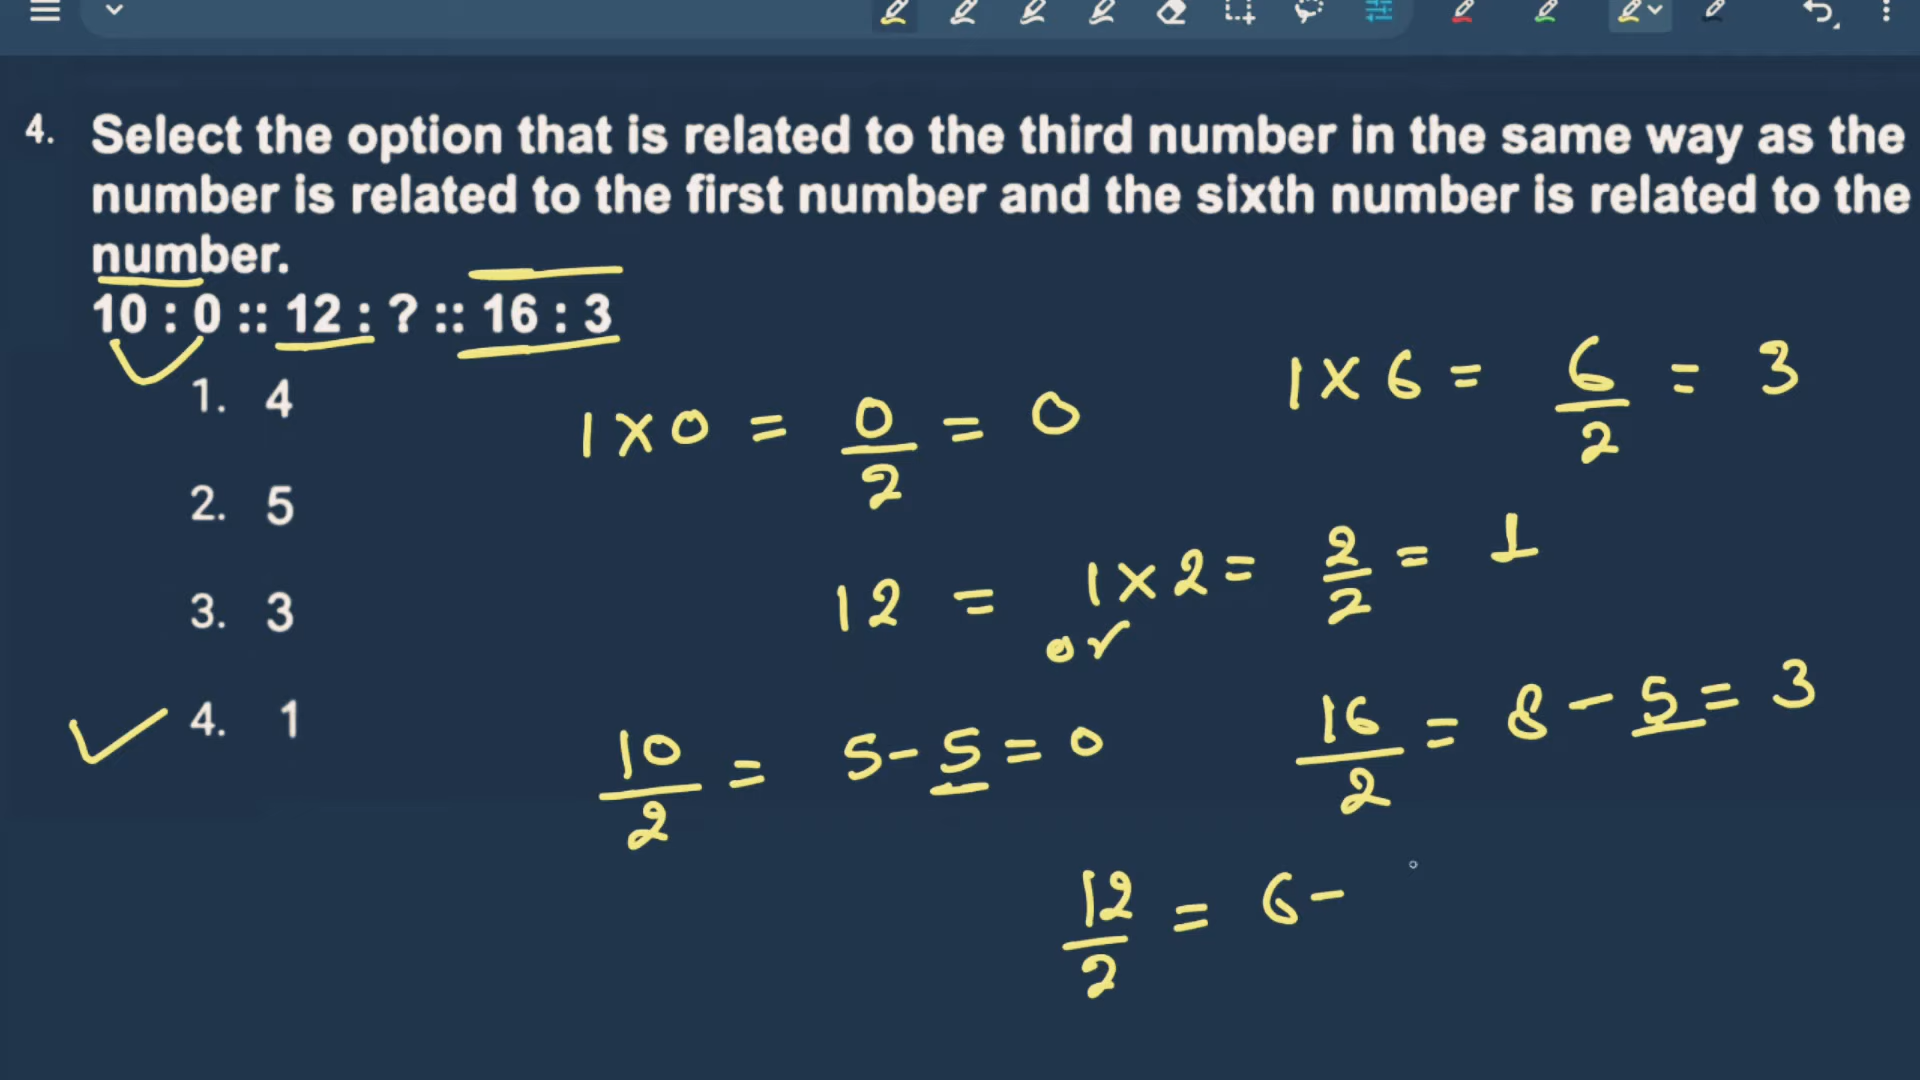 4. Select the option that is related to the third number in the same way as the
number is related to the first number and the sixth number is related to the
number.
10 : 0 :: 12 : ? :: 16 : 3
1. 4
2. 5
3. 3
4. 1
1 × 0 = 0/2 = 0
1 × 6 = 6/2 = 3
12 = 1 × 2 = 2/2 = 1
or
10/2 = 5 - 5 = 0
16/2 = 8 - 5 = 3
12/2 = 6 -